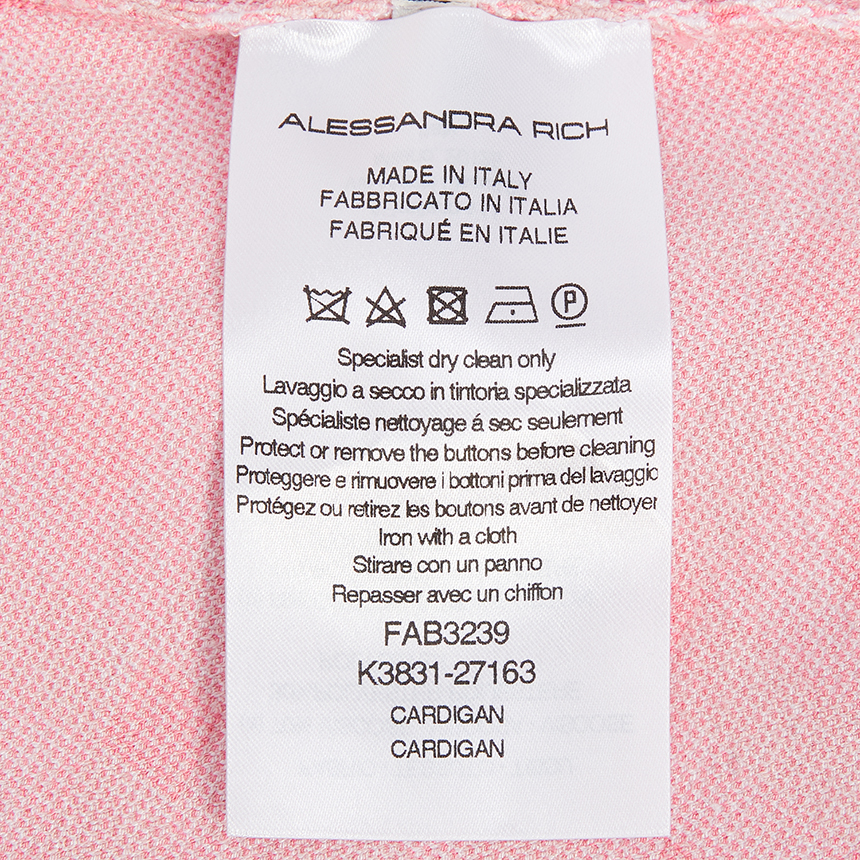 ALESSANDRA RICH
MADE IN ITALY
FABBRICATO IN ITALIA
FABRIQUÉ EN ITALIE
P
Specialist dry clean only
Lavaggio a secco in tintoria specializzata
Spécialiste nettoyage á sec seulement
Protect or remove the buttons before cleaning
Proteggere e rimuovere i bottoni prima del lavaggio
Protégez ou retirez les boutons avant de nettoyer
Iron with a cloth
Stirare con un panno
Repasser avec un chiffon
FAB3239
K3831-27163
CARDIGAN
CARDIGAN